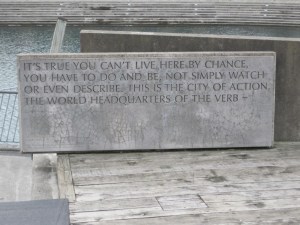 IT'S TRUE YOU CAN'T LIVE HERE BY CHANCE,
YOU HAVE TO DO AND BE, NOT SIMPLY WATCH
OR EVEN DESCRIBE. THIS IS THE CITY OF ACTION,
THE WORLD HEADQUARTERS OF THE VERB –